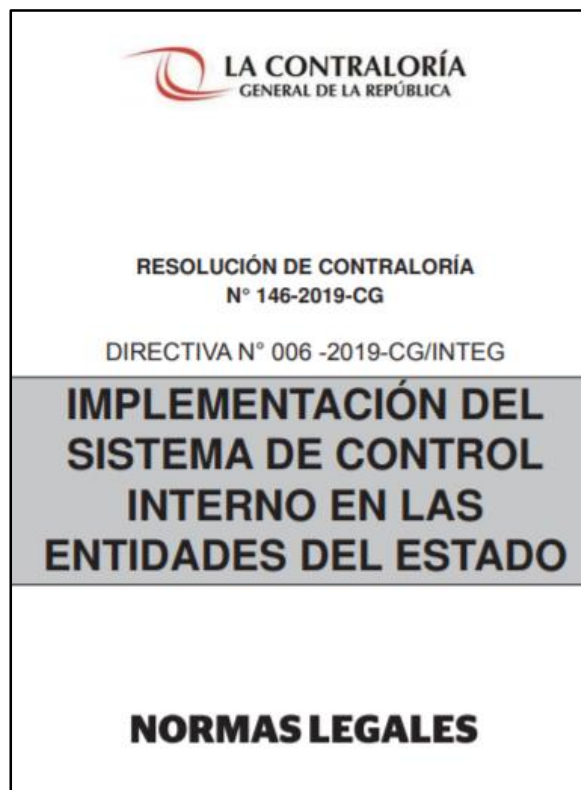 LA CONTRALORÍA
GENERAL DE LA REPÚBLICA
RESOLUCIÓN DE CONTRALORÍA
N° 146-2019-CG
DIRECTIVA N° 006 -2019-CG/INTEG
IMPLEMENTACIÓN DEL
SISTEMA DE CONTROL
INTERNO EN LAS
ENTIDADES DEL ESTADO
NORMAS LEGALES